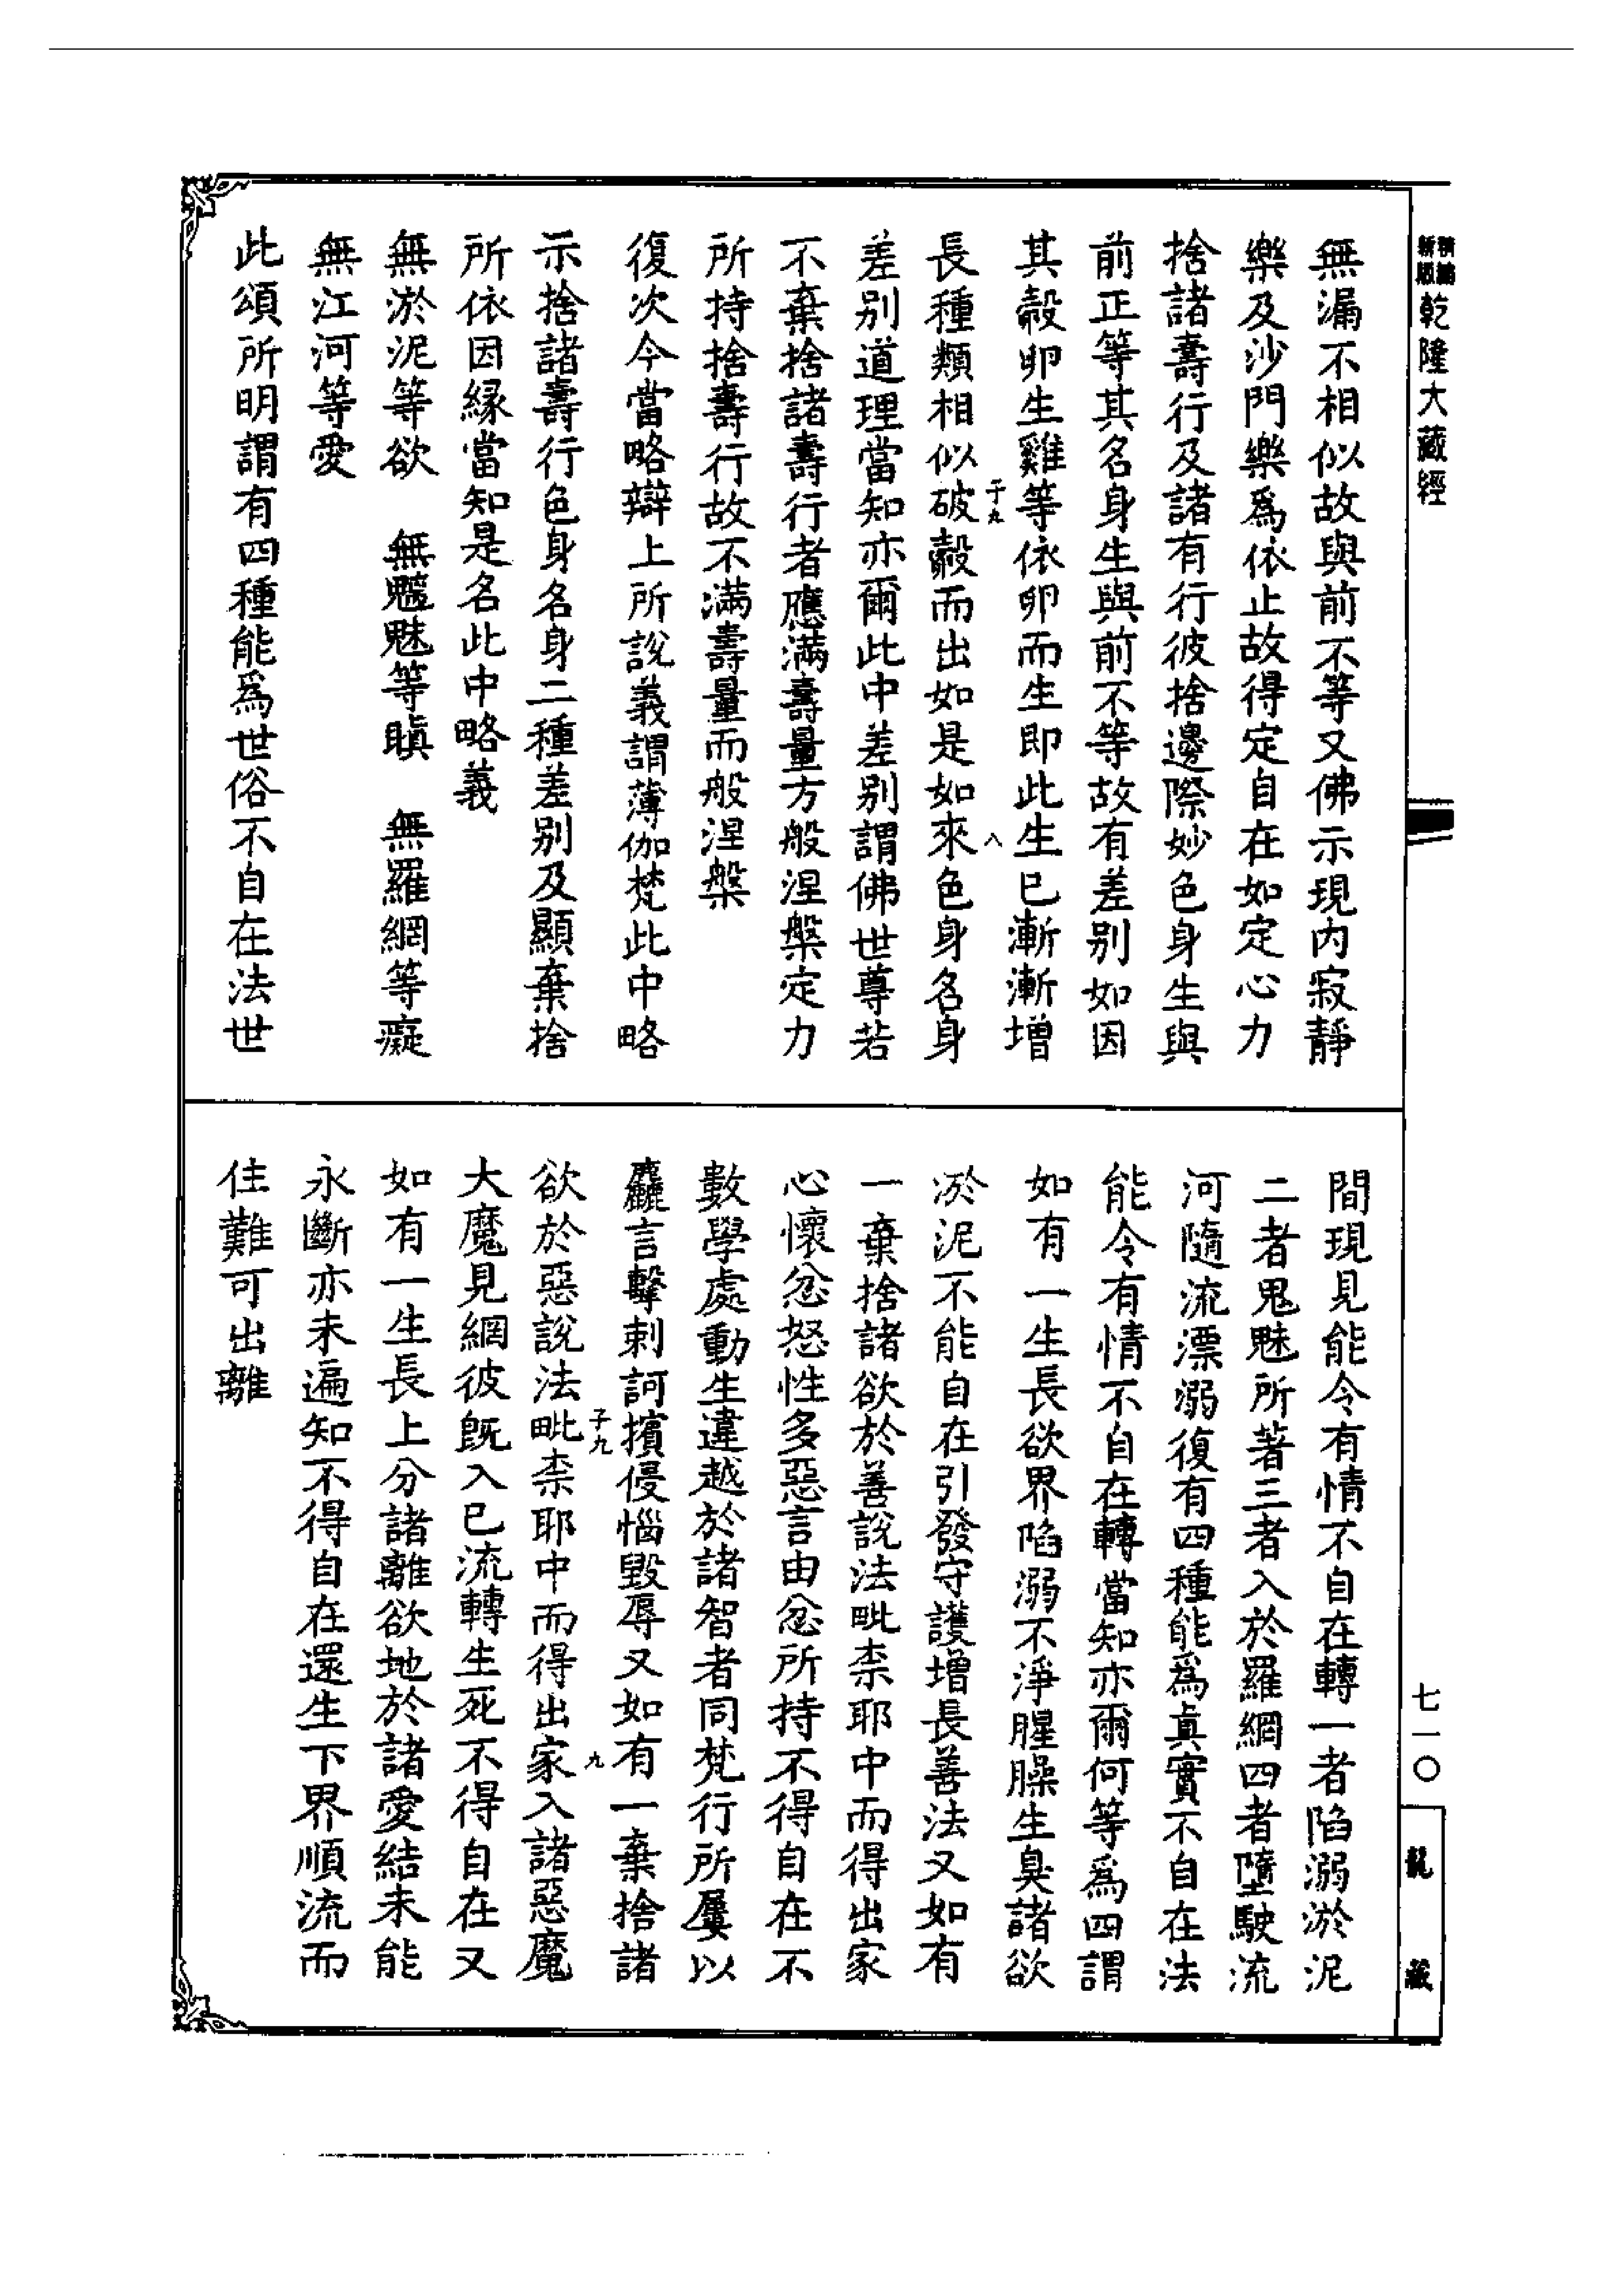 乾隆大藏經
無漏不相似故與前不等又佛示現内寂靜
樂及沙門樂爲依止故得定自在如定心力
捨諸壽行及諸有行彼捨邊際妙色身生與
前正等其名身生與前不等故有差别如因
其㲉卵生雞等依卵而生即此生已漸漸增
長種類相似破㲉而出如是如來色身名身
子九
八
差别道理當知亦爾此中差别謂佛世尊若
不棄捨諸壽行者應滿壽量方般涅槃定力
所持捨壽行故不滿壽量而般涅槃
復次今當略辯上所說義謂薄伽梵此中略
示捨諸壽行色身名身二種差别及顯棄捨
所依因緣當知是名此中略義
無淤泥等欲　無魑魅等瞋　無羅網等癡
無江河等愛
此頌所明謂有四種能爲世俗不自在法世
間現見能令有情不自在轉一者陷溺淤泥
二者鬼魅所著三者入於羅網四者墮駛流
河隨流漂溺復有四種能爲眞實不自在法
能令有情不自在轉當知亦爾何等爲四謂
如有一生長欲界陷溺不淨腥臊生臭諸欲
淤泥不能自在引發守護增長善法又如有
一棄捨諸欲於善說法毗柰耶中而得出家
心懷忿怒性多惡言由忿所持不得自在不
數學處動生違越於諸智者同梵行所屢以
麤言擊刺訶擯侵惱毀辱又如有一棄捨諸
子九
九
欲於惡說法毗柰耶中而得出家入諸惡魔
大魔見網彼旣入已流轉生死不得自在又
如有一生長上分諸離欲地於諸愛結未能
永斷亦未遍知不得自在還生下界順流而
住難可出離
七一〇
龍藏